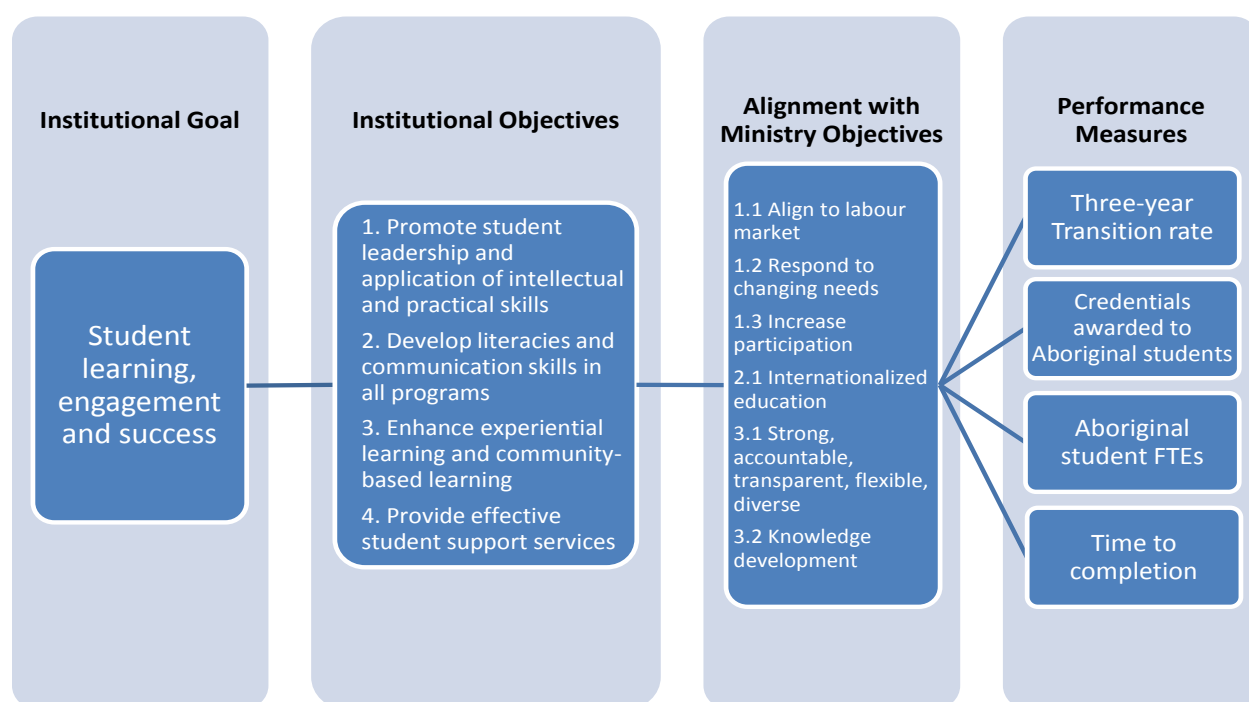 Institutional Goal
Student
learning,
engagement
and success
Institutional Objectives
1. Promote student
leadership and
application of intellectual
and practical skills
2. Develop literacies and
communication skills in
all programs
3. Enhance experiential
learning and community-
based learning
4. Provide effective
student support services
Alignment with
Ministry Objectives
1.1 Align to labour
market
1.2 Respond to
changing needs
1.3 Increase
participation
2.1 Internationalized
education
3.1 Strong,
accountable,
transparent, flexible,
diverse
3.2 Knowledge
development
Performance
Measures
Three-year
Transition rate
Credentials
awarded to
Aboriginal students
Aboriginal
student FTEs
Time to
completion